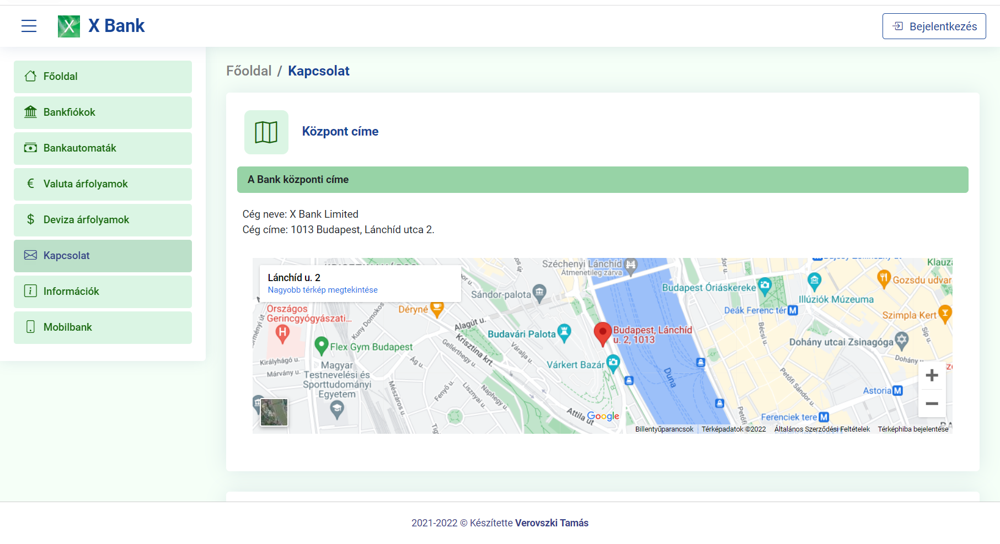 X Bank
Bejelentkezés
Főoldal
Bankfiókok
Bankautomaták
€ Valuta árfolyamok
$ Deviza árfolyamok
Kapcsolat
Információk
Mobilbank
Főoldal / Kapcsolat
Központ címe
A Bank központi címe
Cég neve: X Bank Limited
Cég címe: 1013 Budapest, Lánchíd utca 2.
Lánchíd u. 2
Nagyobb térkép megtekintése
Széchenyi Lánchíd
Átmenetileg zárva
Klauzá
Sándor-palota
Budapest Óriáskereke
Gozsdu udvar
Illúziók Múzeuma
Országos
Gerincgyógyászati...
Déryné
Deák Ferenc tér
Szimpla Kert
Kuny Domokos
Alagút u.
Budavári Palota
Budapest, Lánchíd
u. 2, 1013
Bécsi u.
Síp u.
Dohány utcai Zsinagóga
Flex Gym Budapest
Gellérthegy u.
Krisztina krt.
Váralja u.
Várkert Bazár
Királyhágó u.
Márvány u.
Ág u.
Dohány u.
Magyar
Testnevelési és
Sporttudományi
Egyetem
Mészáros u.
Fenyő u.
Lisznyai u.
Naphegy u.
Duna
Petőfi Sándor u.
Astoria
Attila út
Google
Ferenciek tere
Billentyűparancsok
Térképadatok ©2022
Általános Szerződési Feltételek
Térképhiba bejelentése
2021-2022 © Készítette Verovszki Tamás